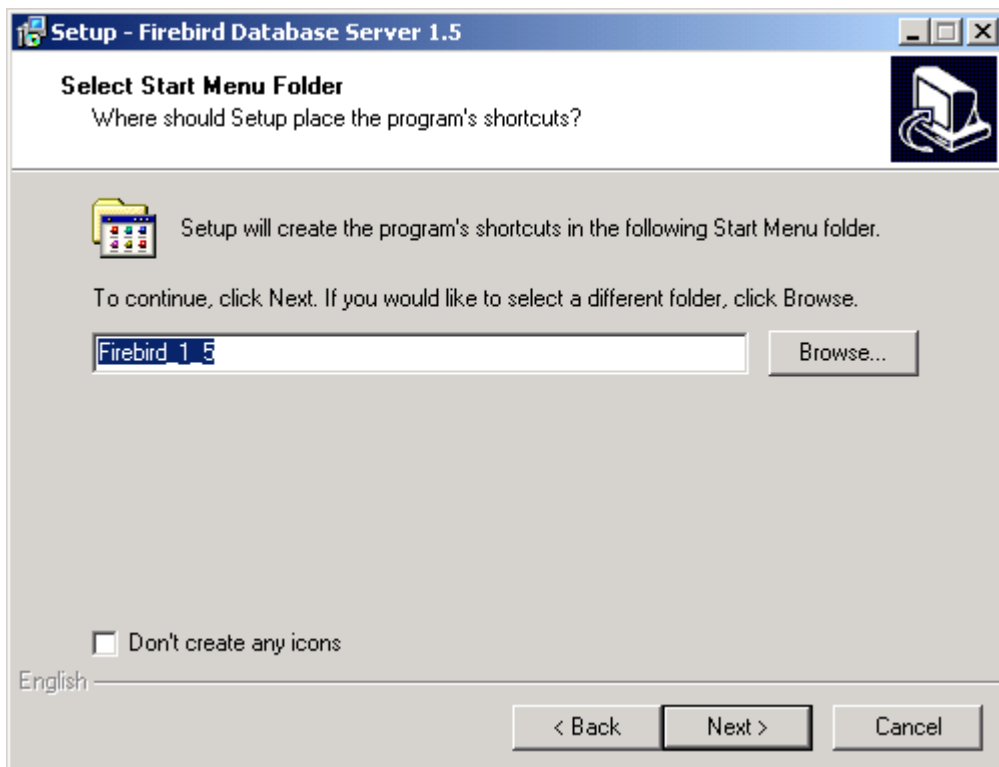 Setup - Firebird Database Server 1.5
Select Start Menu Folder
Where should Setup place the program's shortcuts?
Setup will create the program's shortcuts in the following Start Menu folder.
To continue, click Next. If you would like to select a different folder, click Browse.
Firebird_1_5
Browse...
Don't create any icons
English
< Back
Next >
Cancel